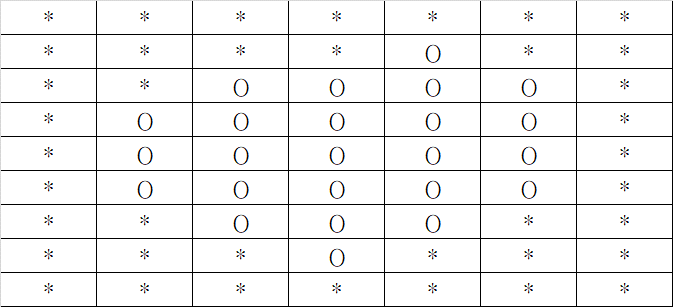 * * * * * * *
* * * * O * *
* * O O O O *
* O O O O O *
* O O O O O *
* O O O O O *
* * O O O * *
* * * O * * *
* * * * * * *